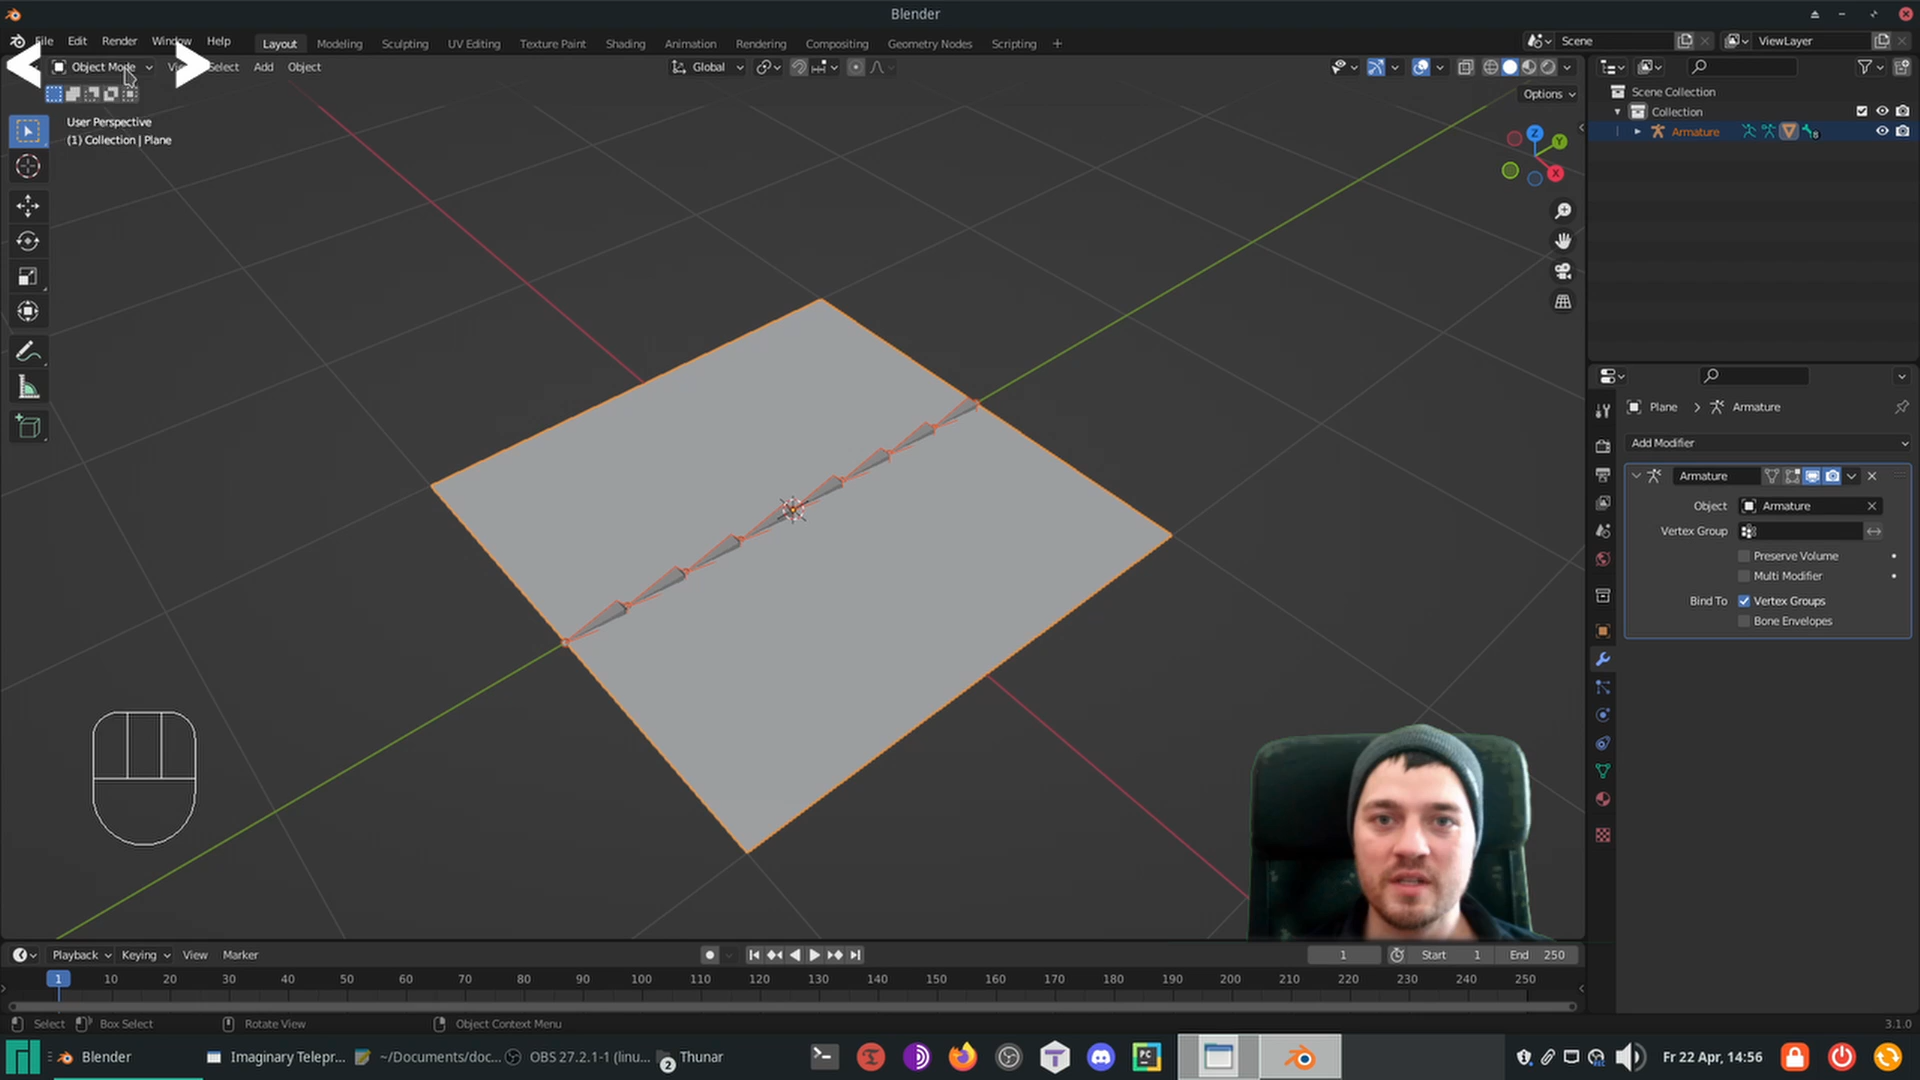 Blender
File Edit Render Window Help
Layout Modeling Sculpting UV Editing Texture Paint Shading Animation Rendering Compositing Geometry Nodes Scripting +
Scene
ViewLayer
Object Mode
Select Add Object
Global
Options
User Perspective
(1) Collection | Plane
Z
Y
X
Scene Collection
Collection
Armature 8
Plane > Armature
Add Modifier
Armature
Object Armature
Vertex Group
Preserve Volume
Multi Modifier
Bind To Vertex Groups
Bone Envelopes
Playback Keying View Marker
1
Start 1
End 250
1 10 20 30 40 50 60 70 80 90 100 110 120 130 140 150 160 170 180 190 200 210 220 230 240 250
Select Box Select Rotate View Object Context Menu
3.1.0
Blender
Imaginary Telepr...
~/Documents/doc...
OBS 27.2.1-1 (linu...
2 Thunar
PC
Fr 22 Apr, 14:56